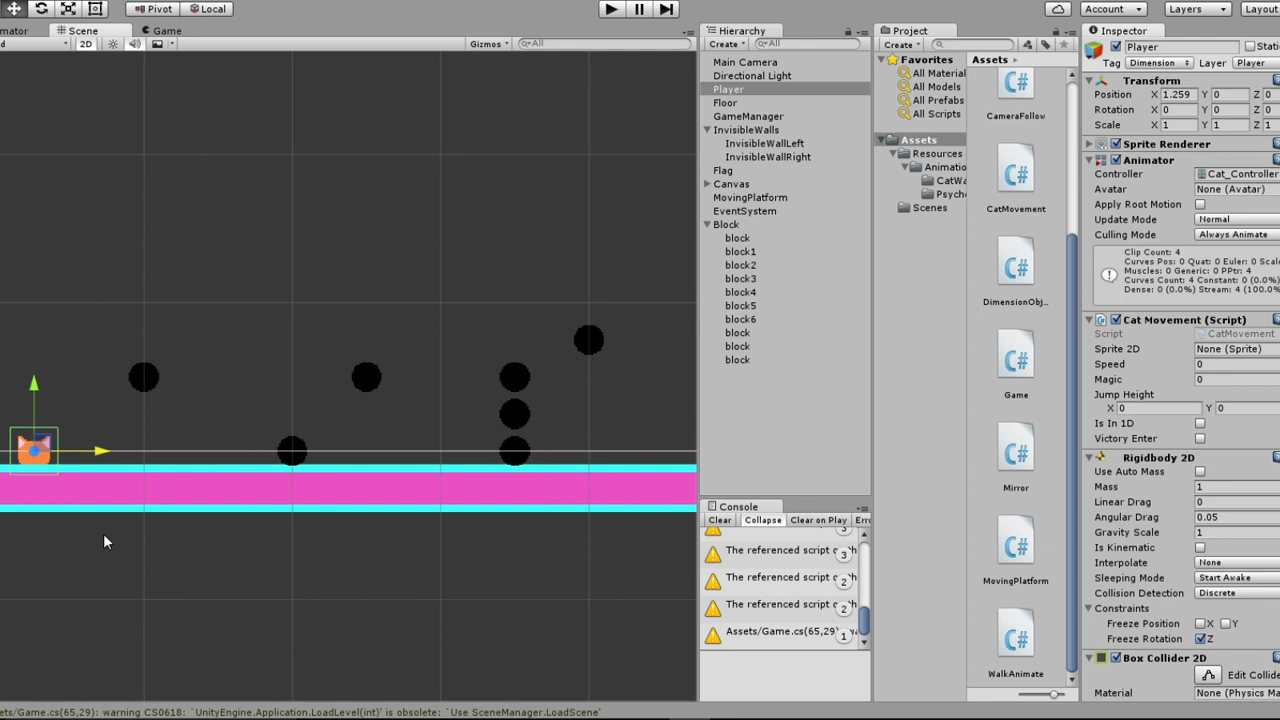 Pivot Local Account Layers Layout
mator Scene Game
d 2D Gizmos All
Hierarchy
Create All
Main Camera
Directional Light
Player
Floor
GameManager
InvisibleWalls
InvisibleWallLeft
InvisibleWallRight
Flag
Canvas
MovingPlatform
EventSystem
Block
block
block1
block2
block3
block4
block5
block6
block
block
block
Console
Clear Collapse Clear on Play Err
3
The referenced script o 3
The referenced script o 2
The referenced script o 2
Assets/Game.cs(65,29) 1
Project
Create
Favorites
All Material
All Models
All Prefabs
All Scripts
Assets
Resources
Animatio
CatWa
Psych
Scenes
Assets
C#
CameraFollow
C#
CatMovement
C#
DimensionObj...
C#
Game
C#
Mirror
C#
MovingPlatform
C#
WalkAnimate
Inspector
Player Stati
Tag Dimension Layer Player
Transform
Position X 1.259 Y 0 Z 0
Rotation X 0 Y 0 Z 0
Scale X 1 Y 1 Z 1
Sprite Renderer
Animator
Controller Cat_Controller
Avatar None (Avatar)
Apply Root Motion
Update Mode Normal
Culling Mode Always Animate
Clip Count: 4
Curves Pos: 0 Quat: 0 Euler: 0 Scale
Muscles: 0 Generic: 0 PPtr: 4
Curves Count: 4 Constant: 0 (0.0%)
Dense: 0 (0.0%) Stream: 4 (100.0%
Cat Movement (Script)
Script CatMovement
Sprite 2D None (Sprite)
Speed 0
Magic 0
Jump Height
X 0 Y 0
Is In 1D
Victory Enter
Rigidbody 2D
Use Auto Mass
Mass 1
Linear Drag 0
Angular Drag 0.05
Gravity Scale 1
Is Kinematic
Interpolate None
Sleeping Mode Start Awake
Collision Detection Discrete
Constraints
Freeze Position X Y
Freeze Rotation Z
Box Collider 2D
Edit Collide
Material None (Physics Ma
ets/Game.cs(65,29): warning CS0618: `UnityEngine.Application.LoadLevel(int)' is obsolete: `Use SceneManager.LoadScene'